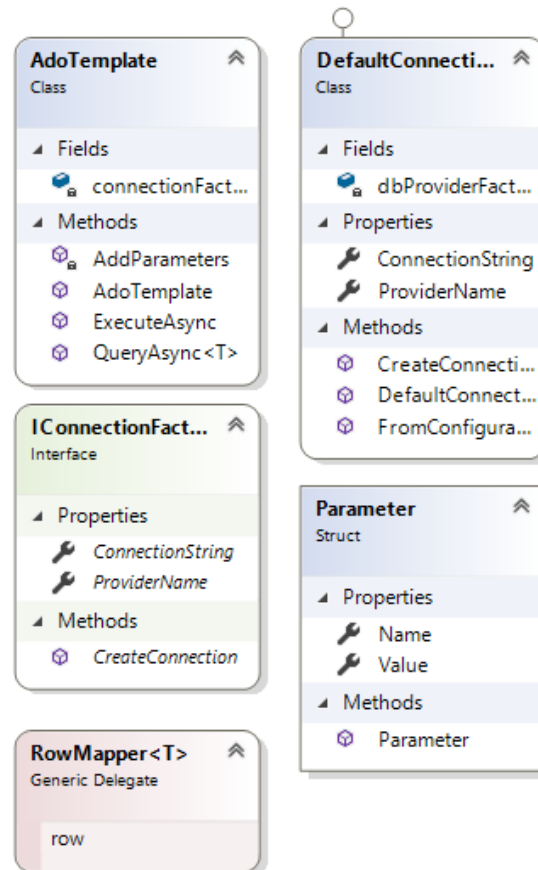 AdoTemplate
Class
Fields
connectionFact...
Methods
AddParameters
AdoTemplate
ExecuteAsync
QueryAsync<T>
IConnectionFact...
Interface
Properties
ConnectionString
ProviderName
Methods
CreateConnection
RowMapper<T>
Generic Delegate
row
DefaultConnecti...
Class
Fields
dbProviderFact...
Properties
ConnectionString
ProviderName
Methods
CreateConnecti...
DefaultConnect...
FromConfigura...
Parameter
Struct
Properties
Name
Value
Methods
Parameter